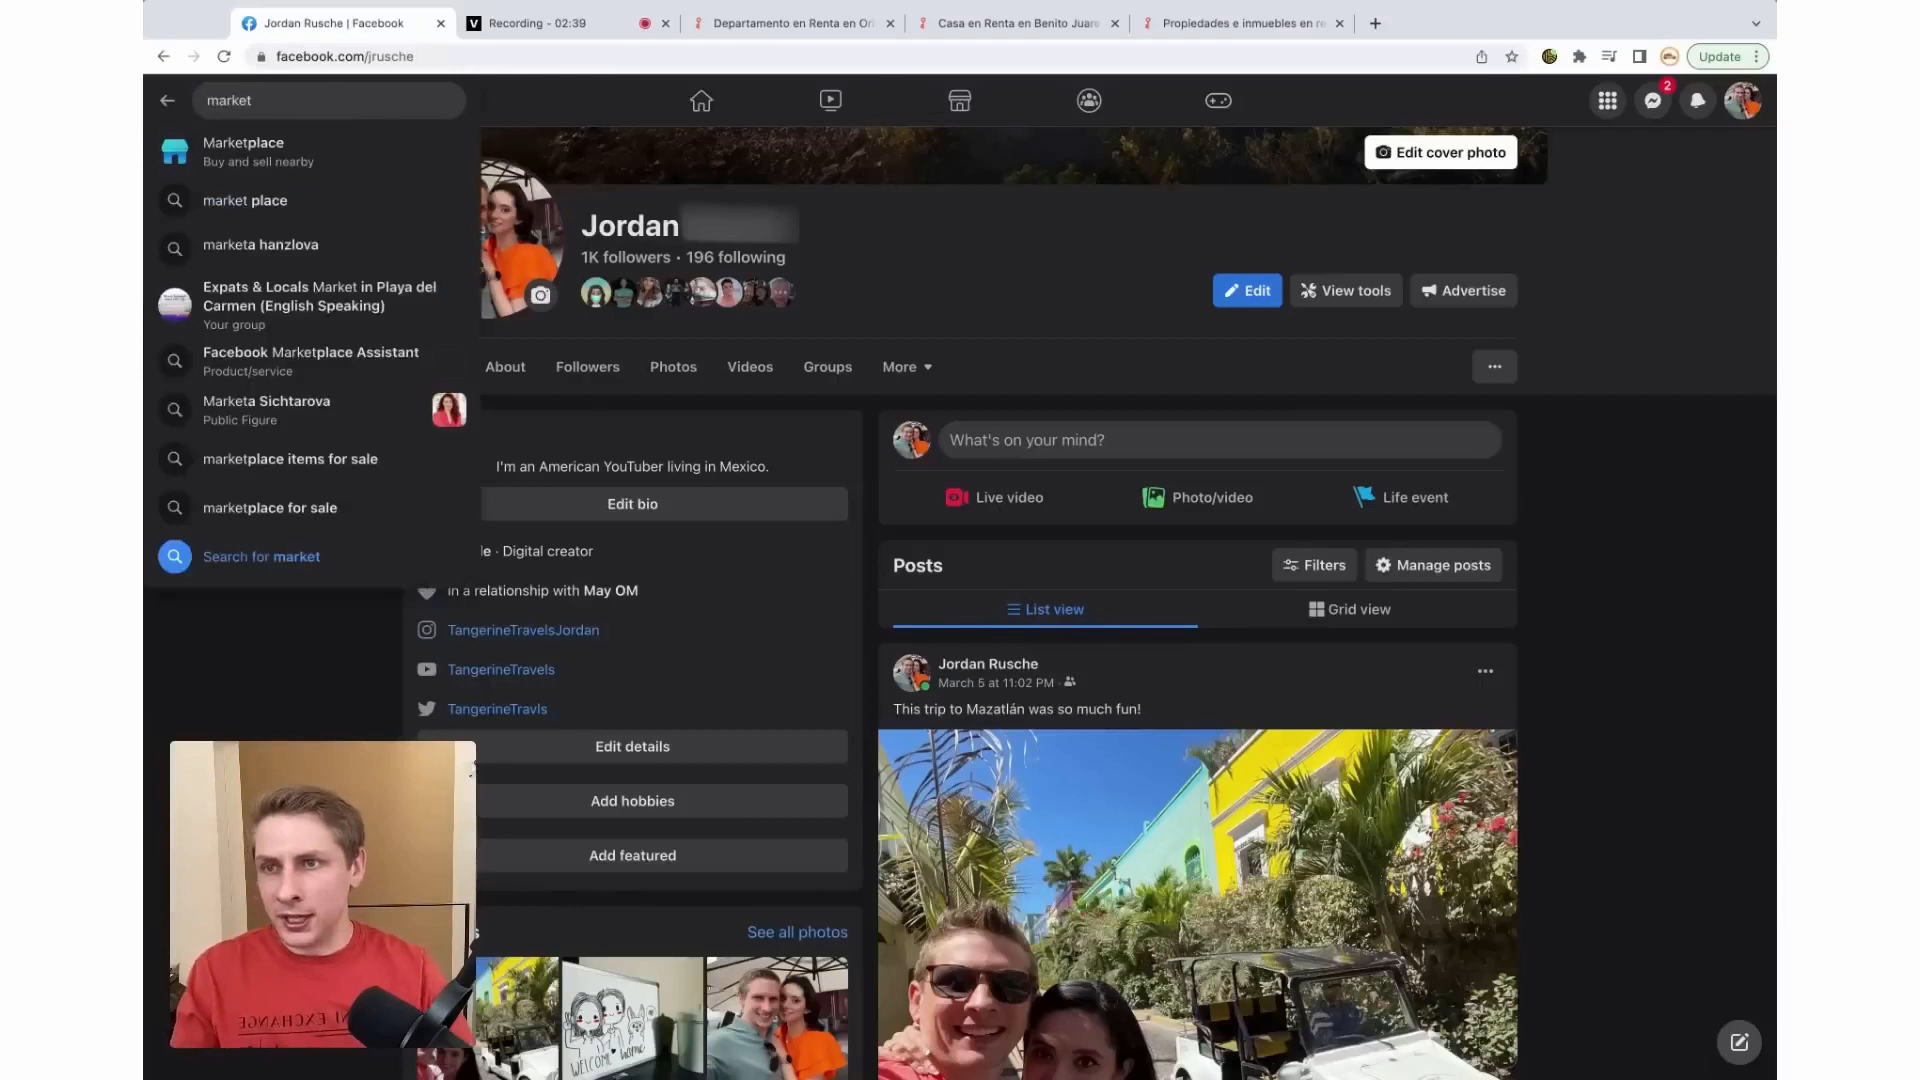 Jordan Rusche | Facebook
Recording - 02:39
Departamento en Renta en Ori
Casa en Renta en Benito Juar
Propiedades e inmuebles en re
facebook.com/jrusche
Update
market
2
Marketplace
Buy and sell nearby
market place
marketa hanzlova
Expats & Locals Market in Playa del
Carmen (English Speaking)
Your group
Facebook Marketplace Assistant
Product/service
Marketa Sichtarova
Public Figure
marketplace items for sale
marketplace for sale
Search for market
Edit cover photo
Jordan
1K followers · 196 following
Edit
View tools
Advertise
About
Followers
Photos
Videos
Groups
More
I'm an American YouTuber living in Mexico.
Edit bio
le · Digital creator
In a relationship with May OM
TangerineTravelsJordan
TangerineTravels
TangerineTravls
Edit details
Add hobbies
Add featured
See all photos
WELCOME HOME
What's on your mind?
Live video
Photo/video
Life event
Posts
Filters
Manage posts
List view
Grid view
Jordan Rusche
March 5 at 11:02 PM ·
This trip to Mazatlán was so much fun!